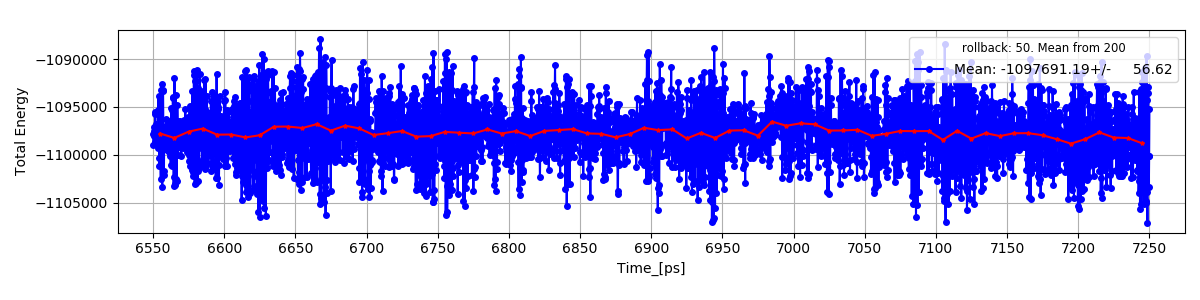 rollback: 50. Mean from 200
Mean: -1097691.19+/- 56.62
−1090000
−1095000
−1100000
−1105000
Total Energy
6550 6600 6650 6700 6750 6800 6850 6900 6950 7000 7050 7100 7150 7200 7250
Time_[ps]